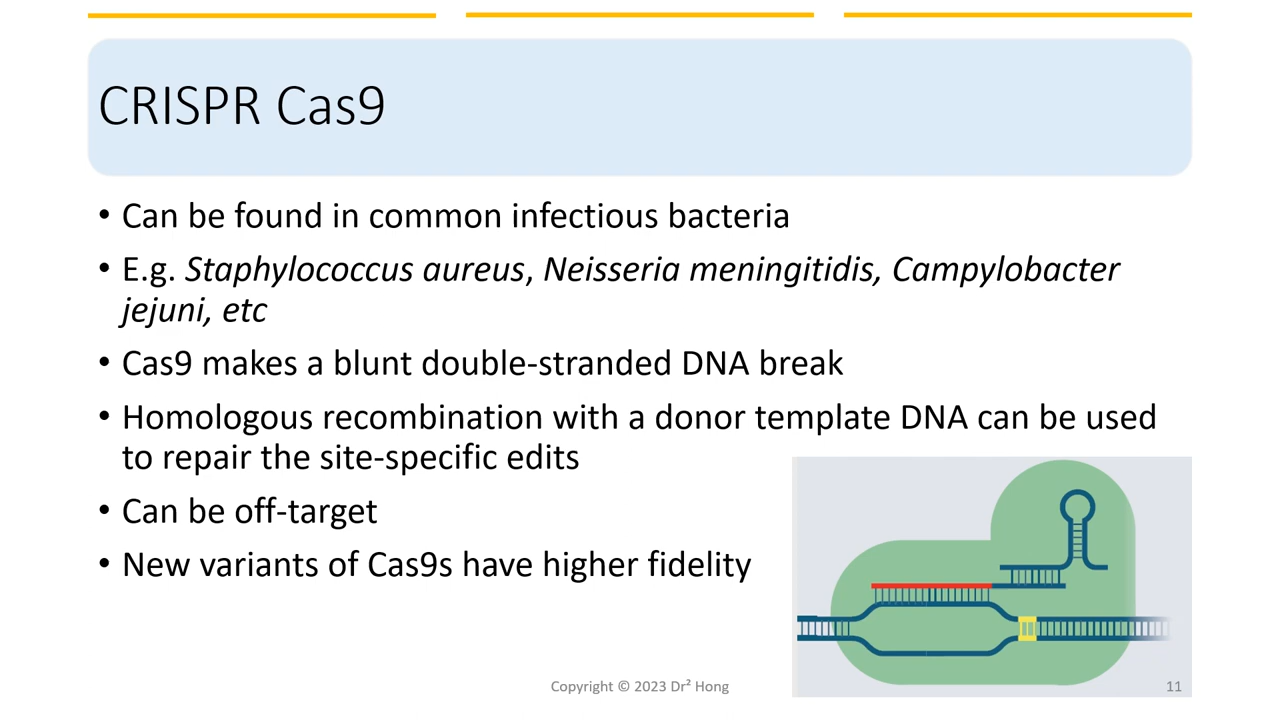 CRISPR Cas9
• Can be found in common infectious bacteria
• E.g. Staphylococcus aureus, Neisseria meningitidis, Campylobacter
jejuni, etc
• Cas9 makes a blunt double-stranded DNA break
• Homologous recombination with a donor template DNA can be used
to repair the site-specific edits
• Can be off-target
• New variants of Cas9s have higher fidelity
Copyright © 2023 Dr² Hong
11